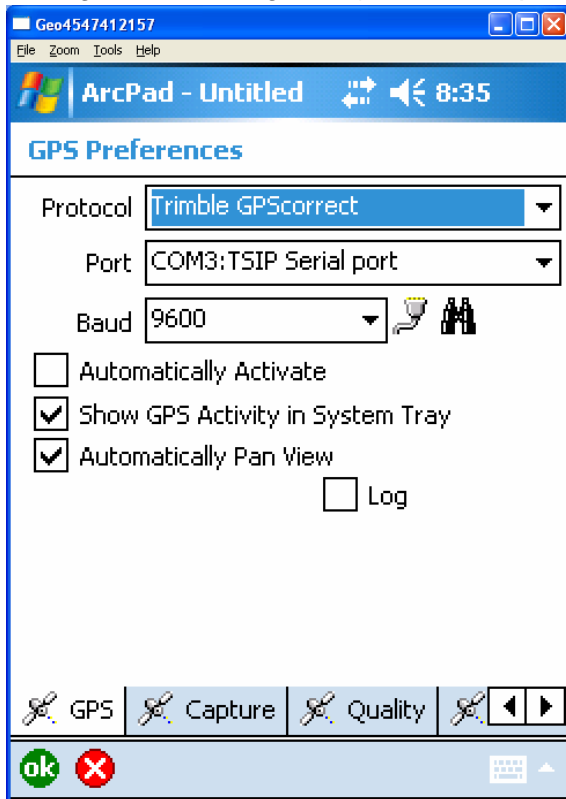 Geo4547412157
File Zoom Tools Help
ArcPad - Untitled 8:35
GPS Preferences
Protocol Trimble GPScorrect
Port COM3:TSIP Serial port
Baud 9600
Automatically Activate
Show GPS Activity in System Tray
Automatically Pan View
Log
GPS Capture Quality
ok